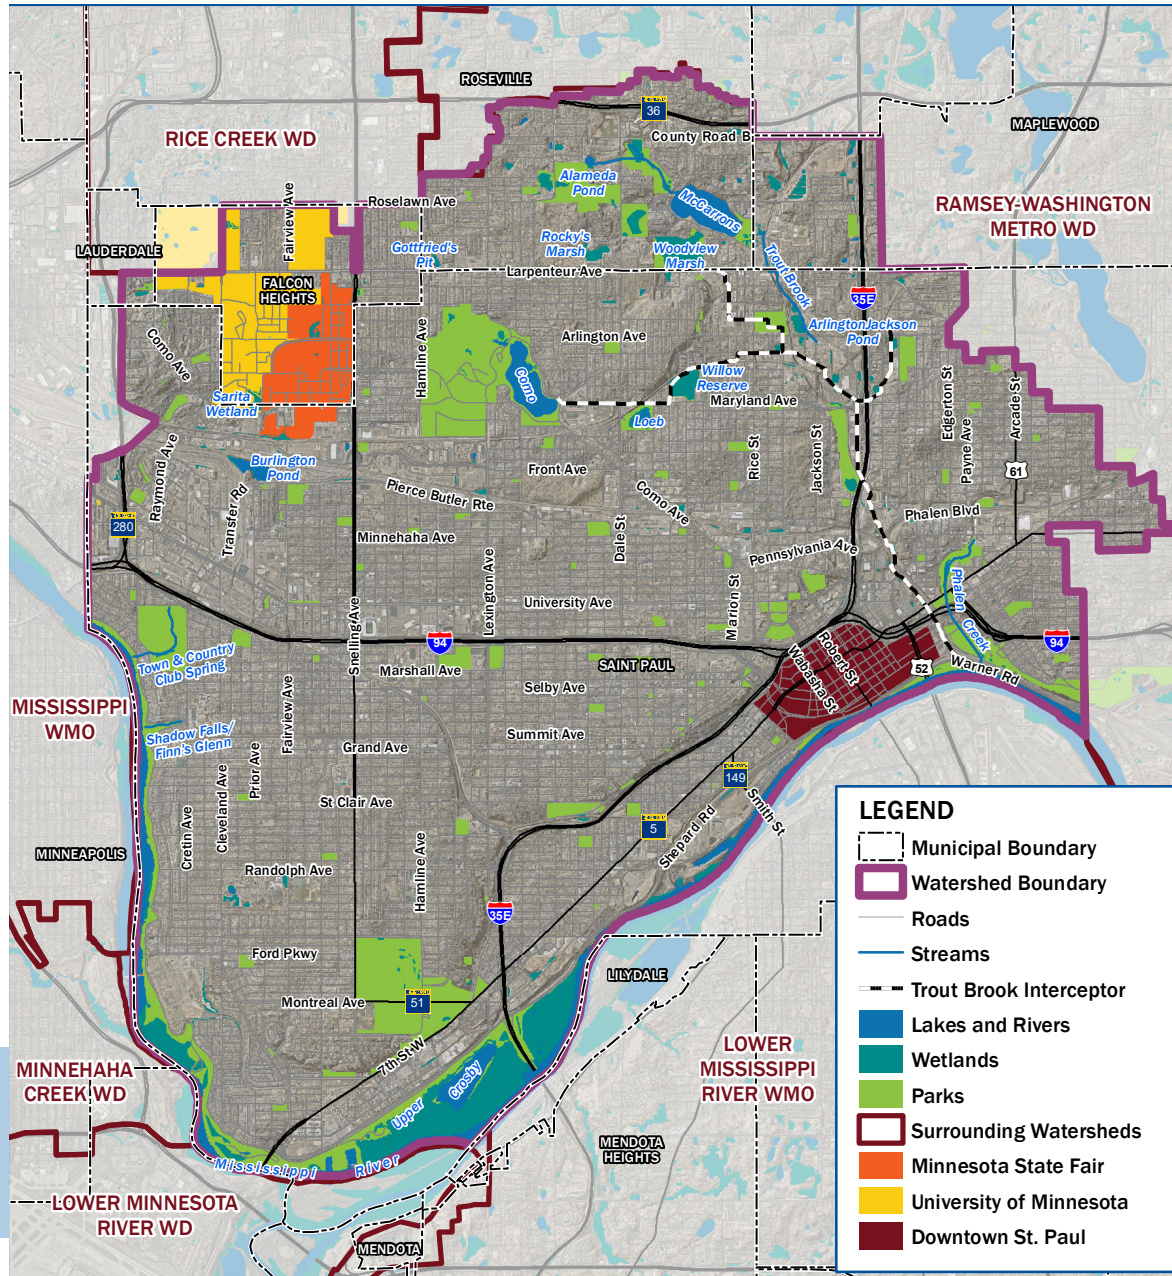 ROSEVILLE
36
County Road B
MAPLEWOOD
RICE CREEK WD
Alameda
Pond
McCarrons
Fairview Ave
Roselawn Ave
RAMSEY-WASHINGTON
METRO WD
LAUDERDALE
Gottfried's
Pit
Rocky's
Marsh
Woodview
Marsh
Trout Brook
Larpenteur Ave
FALCON
HEIGHTS
35E
Como Ave
Hamline Ave
Arlington Ave
ArlingtonJackson
Pond
Como
Willow
Reserve
Maryland Ave
Sarita
Wetland
Loeb
Edgerton St
Payne Ave
Arcade St
Raymond Ave
Burlington
Pond
Front Ave
Rice St
Jackson St
61
Transfer Rd
Pierce Butler Rte
Como Ave
280
Phalen Blvd
Minnehaha Ave
Dale St
Pennsylvania Ave
Lexington Ave
Marion St
University Ave
Phalen Creek
Snelling Ave
94
Town & Country
Club Spring
Marshall Ave
SAINT PAUL
Robert St
Wabasha St
52
Warner Rd
94
Selby Ave
MISSISSIPPI
WMO
Shadow Falls/
Finn's Glenn
Fairview Ave
Grand Ave
Summit Ave
Prior Ave
Cleveland Ave
149
Smith St
Cretin Ave
St Clair Ave
5
Shepard Rd
MINNEAPOLIS
Randolph Ave
Hamline Ave
35E
Ford Pkwy
LILYDALE
Montreal Ave
51
7th St W
MINNEHAHA
CREEK WD
Upper
Crosby
LOWER
MISSISSIPPI
RIVER WMO
Mississippi River
MENDOTA
HEIGHTS
LOWER MINNESOTA
RIVER WD
MENDOTA
LEGEND
Municipal Boundary
Watershed Boundary
Roads
Streams
Trout Brook Interceptor
Lakes and Rivers
Wetlands
Parks
Surrounding Watersheds
Minnesota State Fair
University of Minnesota
Downtown St. Paul